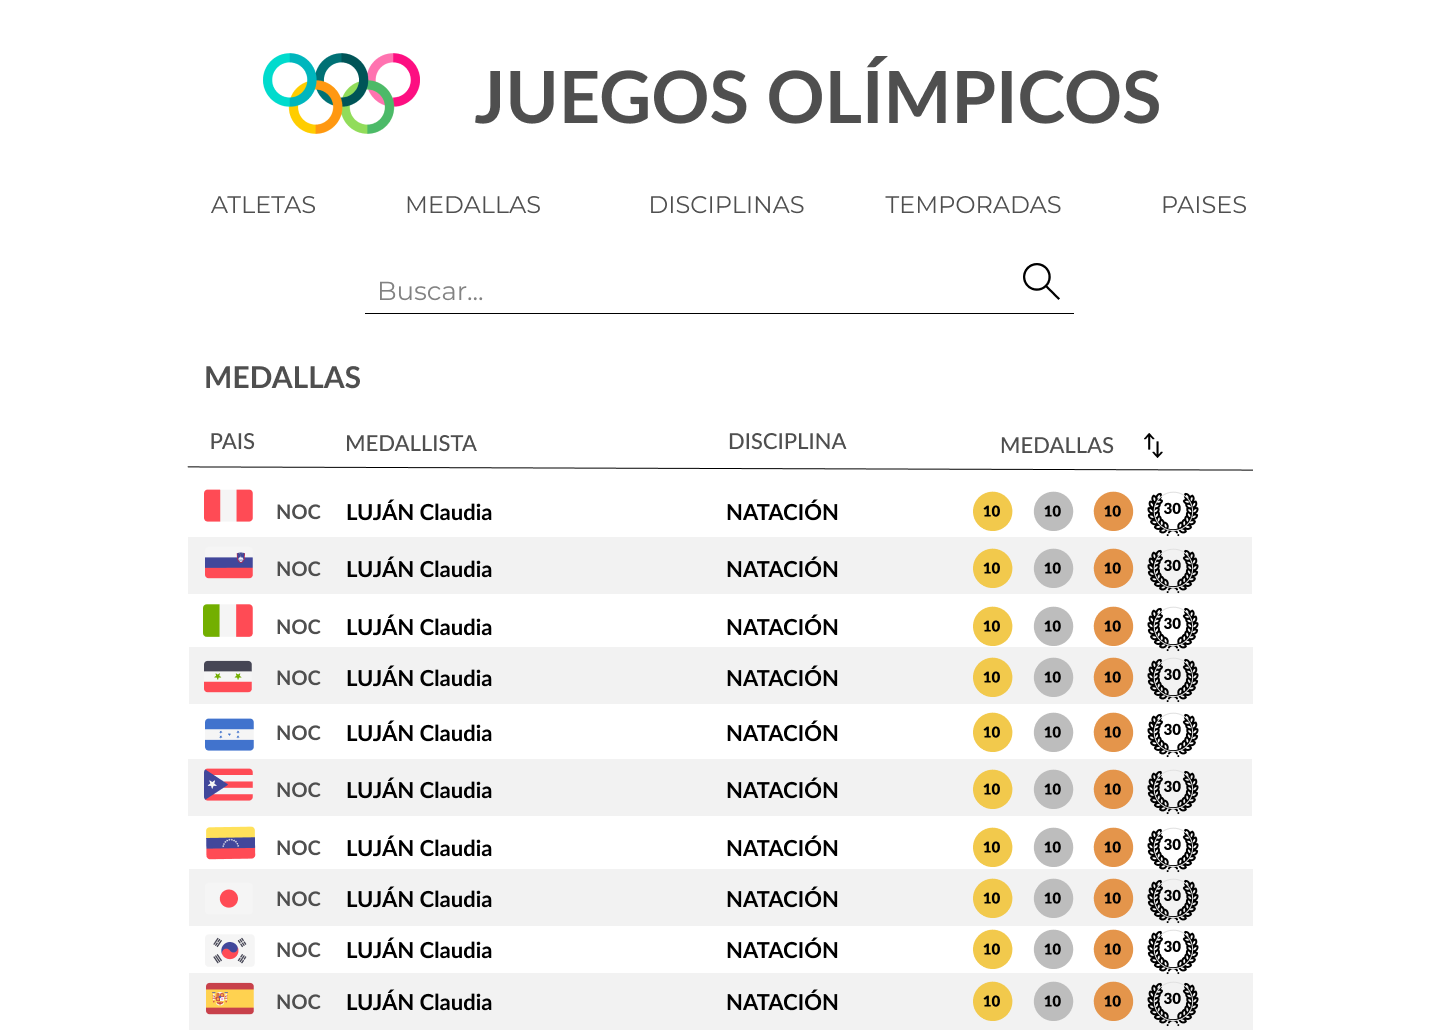 JUEGOS OLÍMPICOS
ATLETAS MEDALLAS DISCIPLINAS TEMPORADAS PAISES
Buscar...
MEDALLAS
PAIS MEDALLISTA DISCIPLINA MEDALLAS
NOC LUJÁN Claudia NATACIÓN 10 10 10 30
NOC LUJÁN Claudia NATACIÓN 10 10 10 30
NOC LUJÁN Claudia NATACIÓN 10 10 10 30
NOC LUJÁN Claudia NATACIÓN 10 10 10 30
NOC LUJÁN Claudia NATACIÓN 10 10 10 30
NOC LUJÁN Claudia NATACIÓN 10 10 10 30
NOC LUJÁN Claudia NATACIÓN 10 10 10 30
NOC LUJÁN Claudia NATACIÓN 10 10 10 30
NOC LUJÁN Claudia NATACIÓN 10 10 10 30
NOC LUJÁN Claudia NATACIÓN 10 10 10 30